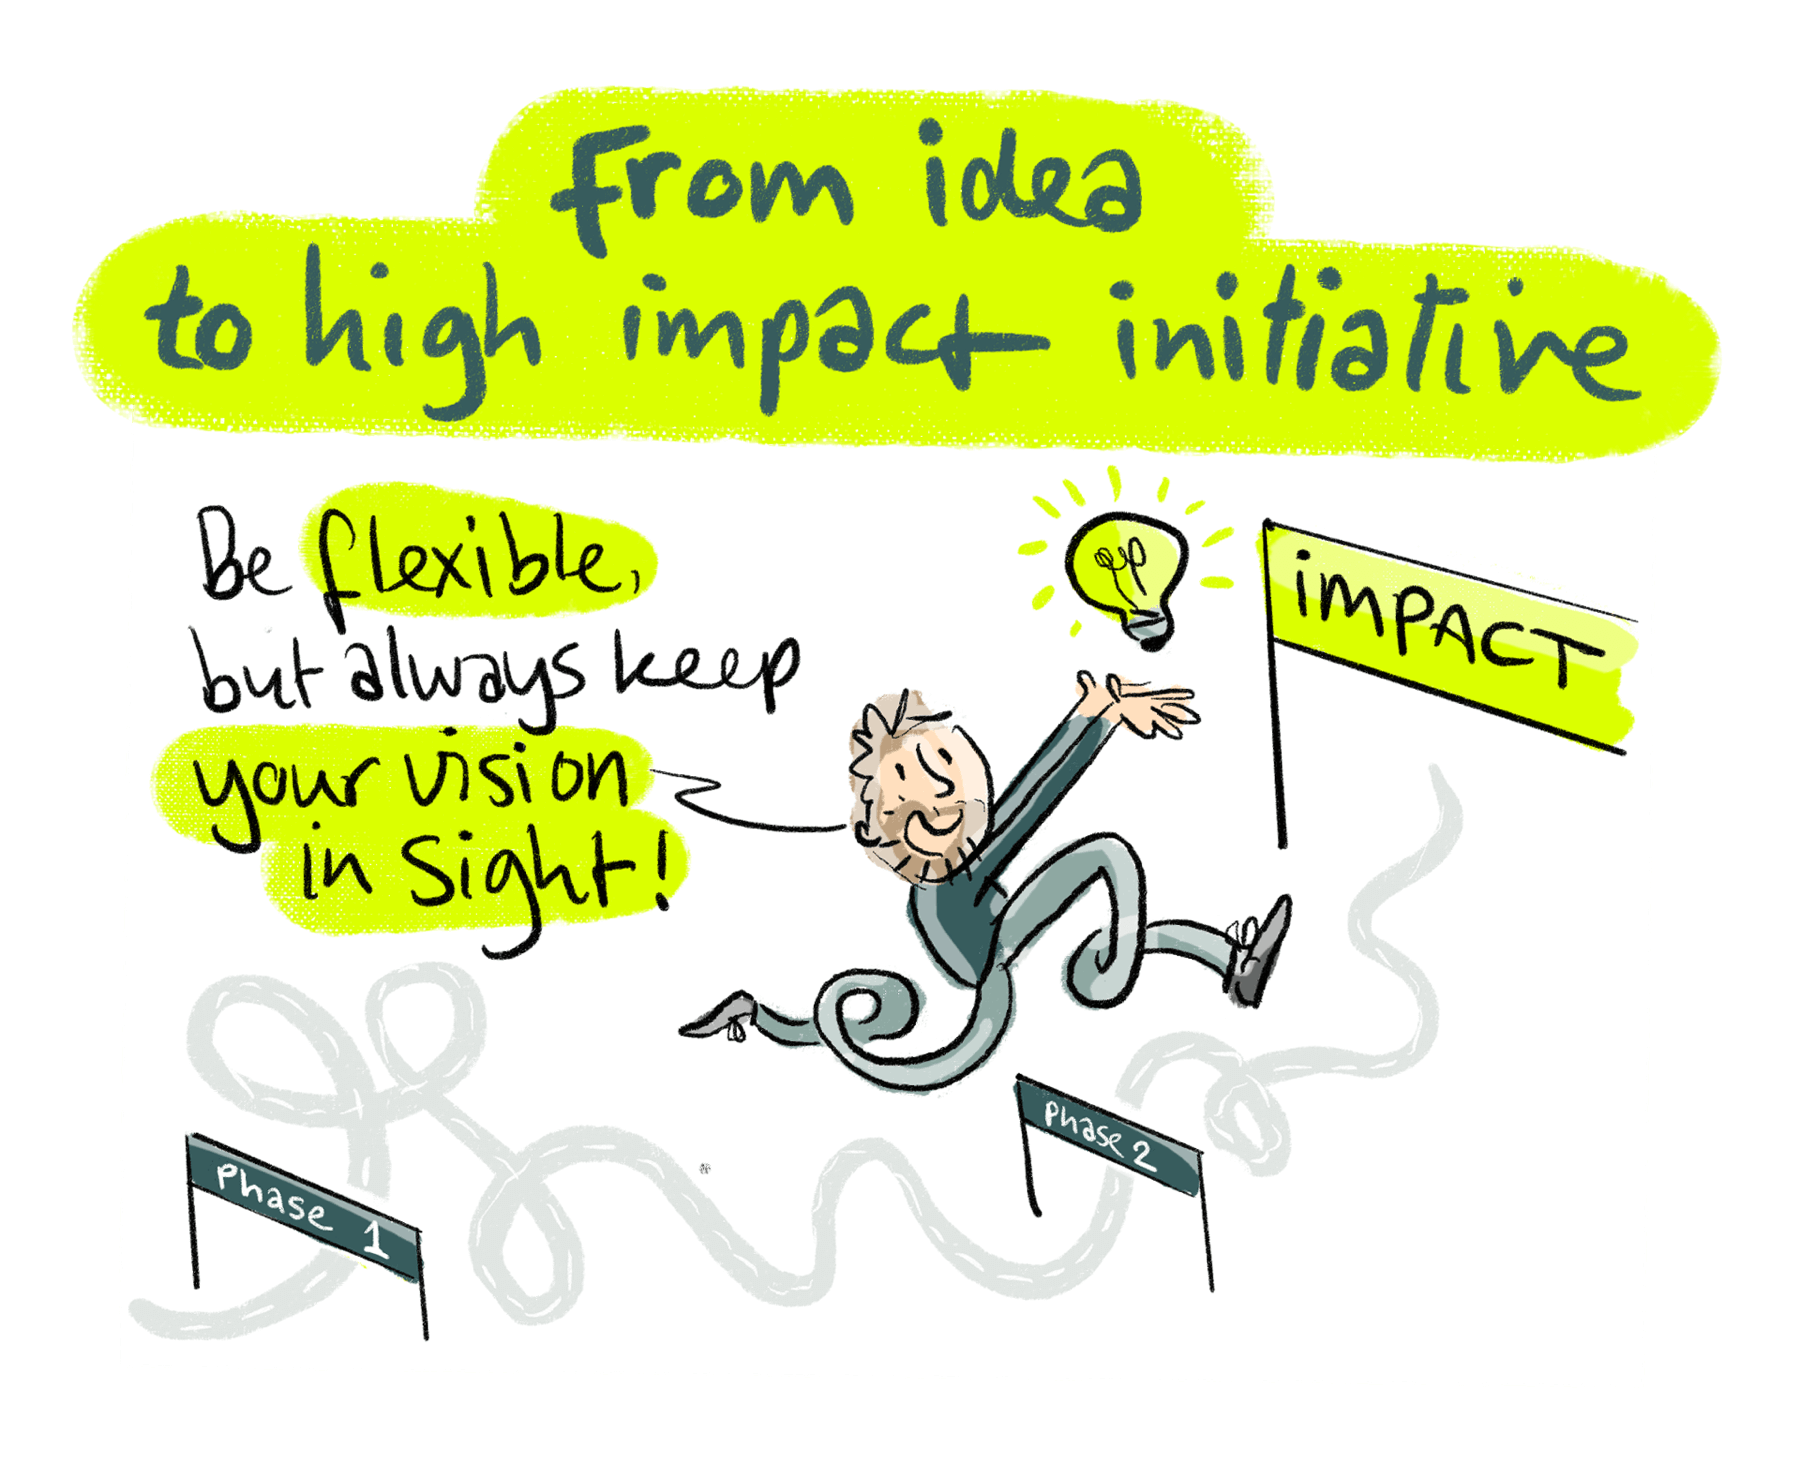 from idea
to high impact initiative
Be flexible,
but always keep
your vision
in sight!
iMPACT
Phase 1
Phase 2